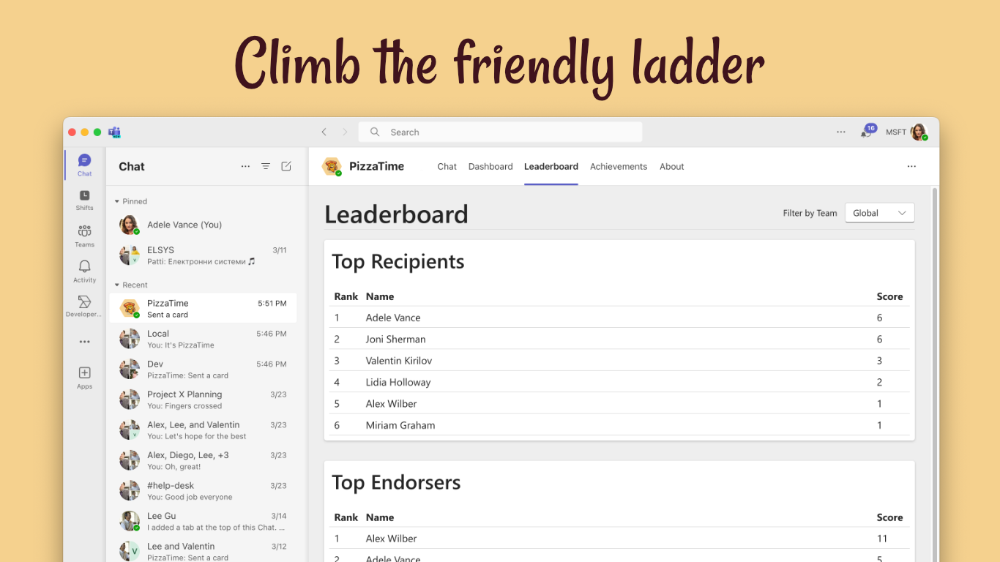 Climb the friendly ladder
Search
16
MSFT
Chat
Shifts
Teams
Activity
Developer...
Apps
Chat
Pinned
Adele Vance (You)
ELSYS 3/11
Patti: Електронни системи 🎵
Recent
PizzaTime 5:51 PM
Sent a card
Local 5:46 PM
You: It's PizzaTime
Dev 5:46 PM
PizzaTime: Sent a card
Project X Planning 3/23
You: Fingers crossed
Alex, Lee, and Valentin 3/23
You: Let's hope for the best
Alex, Diego, Lee, +3 3/23
You: Oh, great!
#help-desk 3/23
You: Good job everyone
Lee Gu 3/14
I added a tab at the top of this Chat. ...
V
Lee and Valentin 3/12
PizzaTime: Sent a card
PizzaTime Chat Dashboard Leaderboard Achievements About
Leaderboard
Filter by Team Global
Top Recipients
Rank Name Score
1 Adele Vance 6
2 Joni Sherman 6
3 Valentin Kirilov 3
4 Lidia Holloway 2
5 Alex Wilber 1
6 Miriam Graham 1
Top Endorsers
Rank Name Score
1 Alex Wilber 11
2 Adele Vance 5